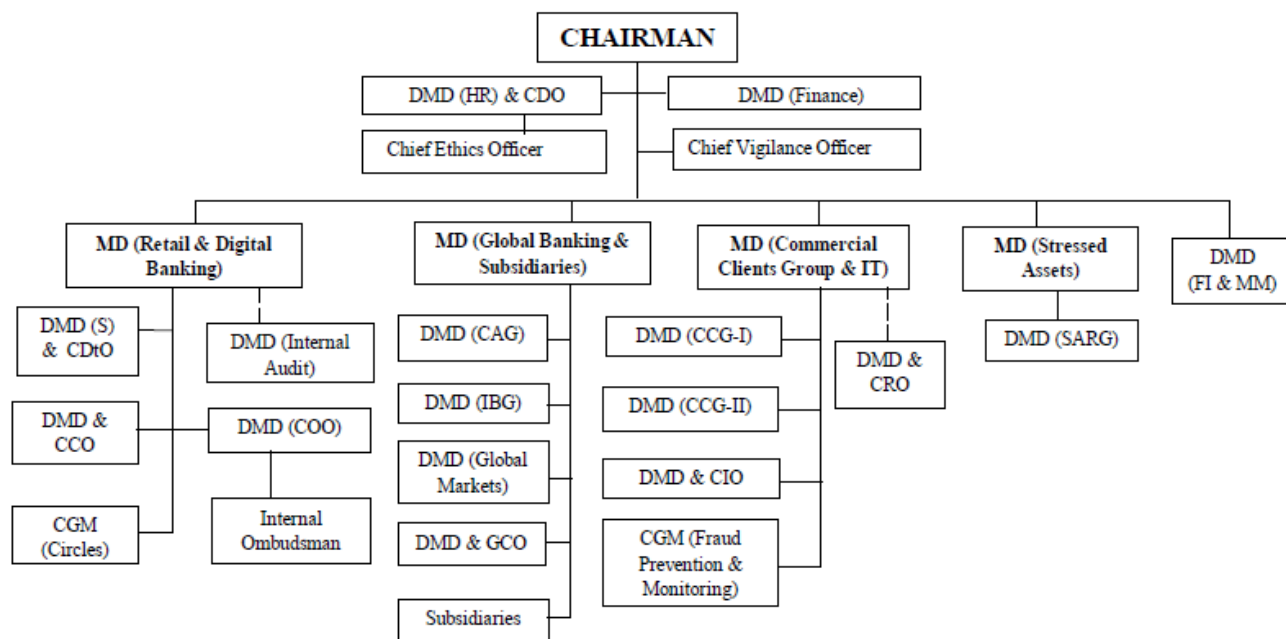 CHAIRMAN
DMD (HR) & CDO
DMD (Finance)
Chief Ethics Officer
Chief Vigilance Officer
MD (Retail & Digital
Banking)
MD (Global Banking &
Subsidiaries)
MD (Commercial
Clients Group & IT)
MD (Stressed
Assets)
DMD
(FI & MM)
DMD (S)
& CDtO
DMD (Internal
Audit)
DMD &
CCO
DMD (COO)
CGM
(Circles)
Internal
Ombudsman
DMD (CAG)
DMD (IBG)
DMD (Global
Markets)
DMD & GCO
Subsidiaries
DMD (CCG-I)
DMD &
CRO
DMD (CCG-II)
DMD & CIO
CGM (Fraud
Prevention &
Monitoring)
DMD (SARG)